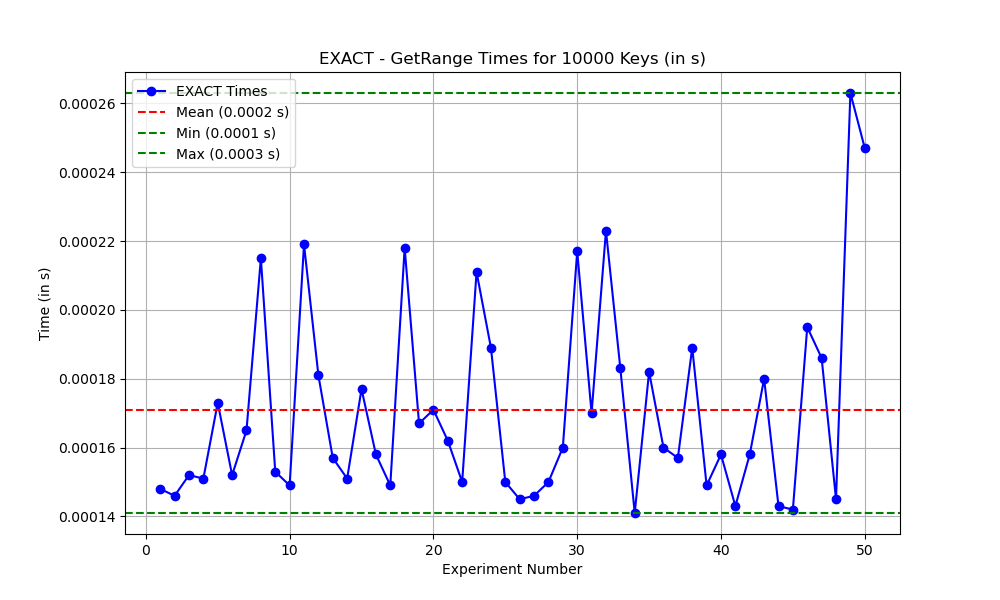 EXACT - GetRange Times for 10000 Keys (in s)
EXACT Times
Mean (0.0002 s)
Min (0.0001 s)
Max (0.0003 s)
0.00026
0.00024
0.00022
0.00020
0.00018
0.00016
0.00014
Time (in s)
0 10 20 30 40 50
Experiment Number